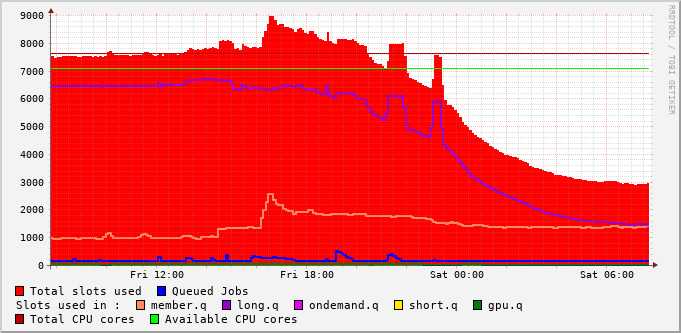 9000
8000
7000
6000
5000
4000
3000
2000
1000
0
Fri 12:00 Fri 18:00 Sat 00:00 Sat 06:00
RRDTOOL / TOBI OETIKER
Total slots used Queued Jobs
Slots used in : member.q long.q ondemand.q short.q gpu.q
Total CPU cores Available CPU cores